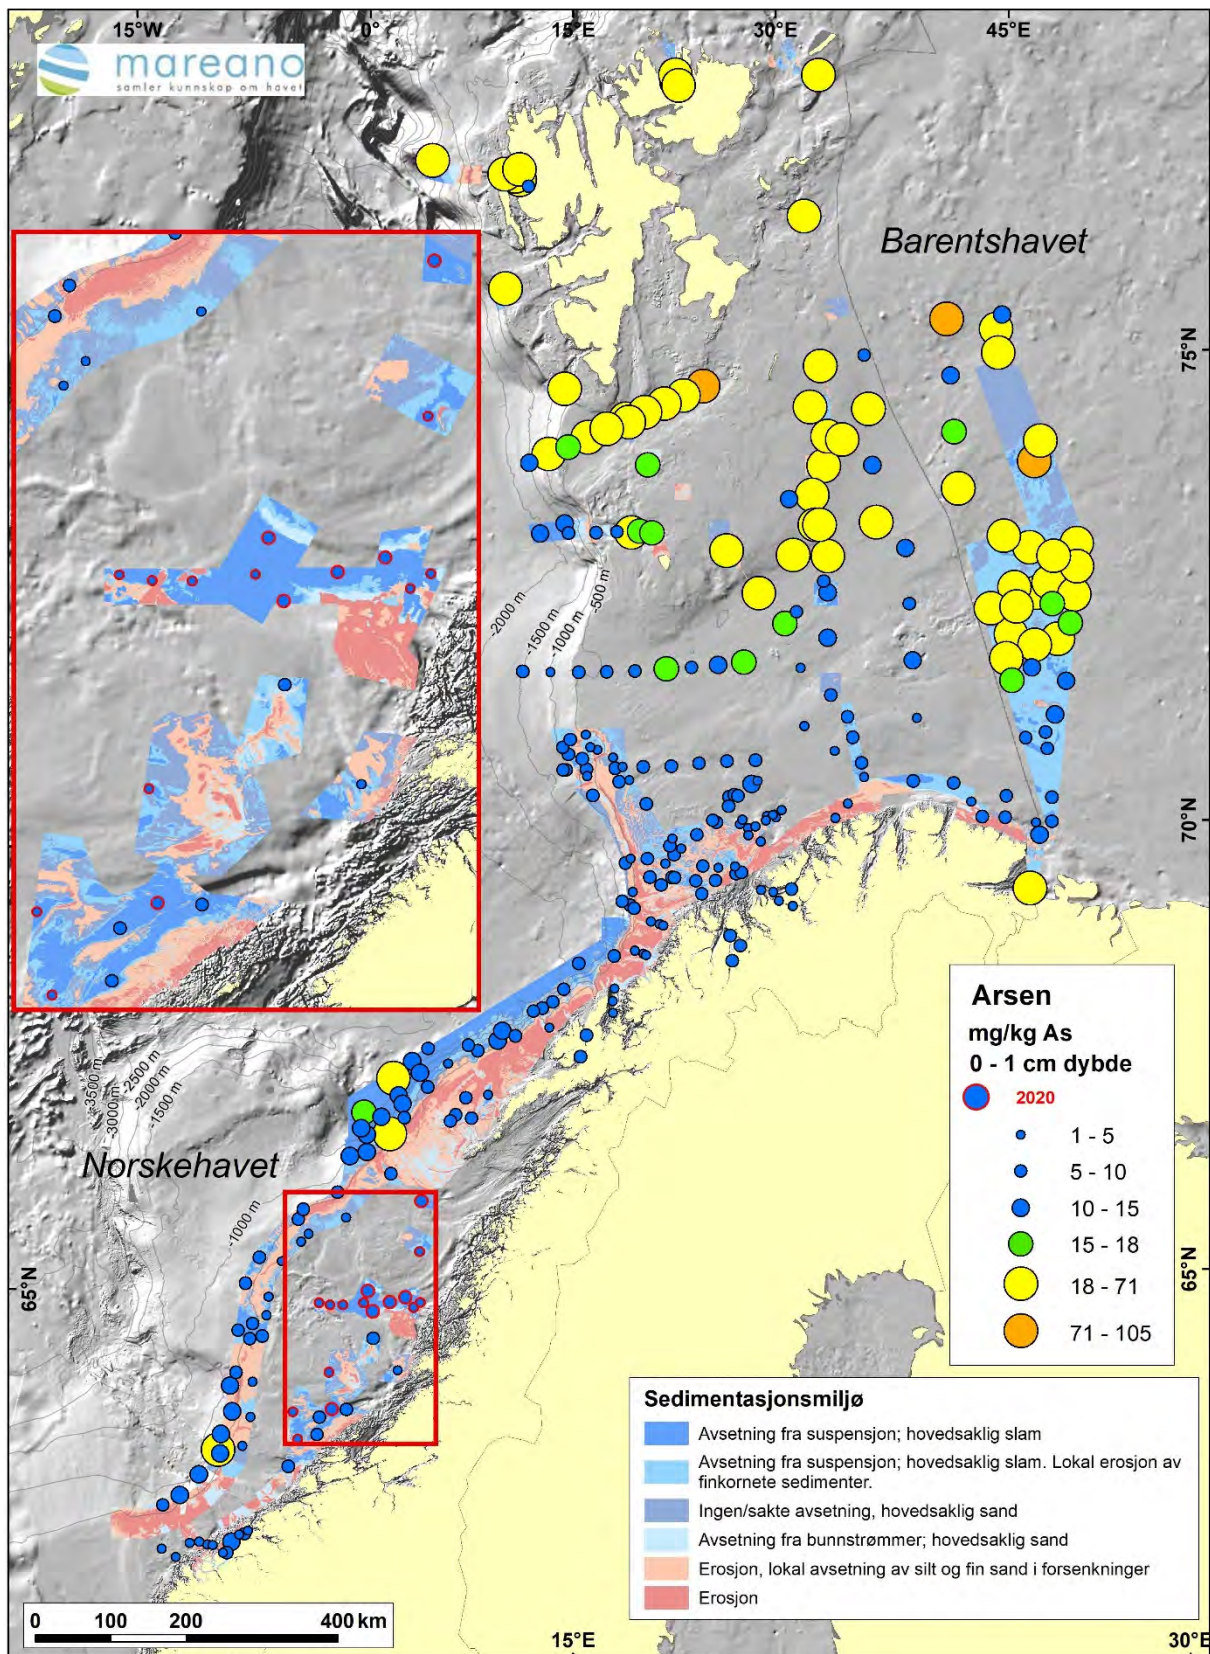 15°W 0° 15°E 30°E 45°E
mareano
samler kunnskap om havet
Barentshavet
75°N
-500 m
-1000 m
-1500 m
-2000 m
70°N
Arsen
mg/kg As
0 - 1 cm dybde
2020
1 - 5
5 - 10
10 - 15
15 - 18
18 - 71
71 - 105
-2500 m
-2000 m
-1500 m
-3500 m
-3000 m
Norskehavet
-1000 m
65°N
65°N
Sedimentasjonsmiljø
Avsetning fra suspensjon; hovedsaklig slam
Avsetning fra suspensjon; hovedsaklig slam. Lokal erosjon av
finkornete sedimenter.
Ingen/sakte avsetning, hovedsaklig sand
Avsetning fra bunnstrømmer; hovedsaklig sand
Erosjon, lokal avsetning av silt og fin sand i forsenkninger
Erosjon
0 100 200 400 km
15°E 30°E